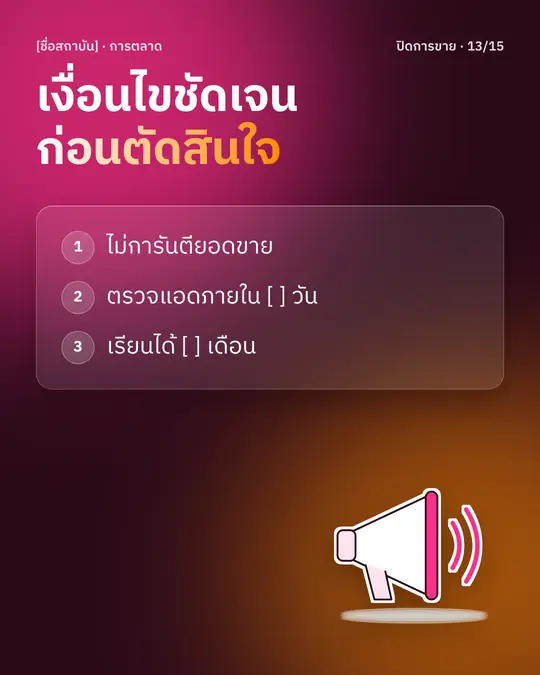 [ชื่อสถาบัน] · การตลาด
ปิดการขาย · 13/15
เงื่อนไขชัดเจน
ก่อนตัดสินใจ
1 ไม่การันตียอดขาย
2 ตรวจแอดภายใน [ ] วัน
3 เรียนได้ [ ] เดือน